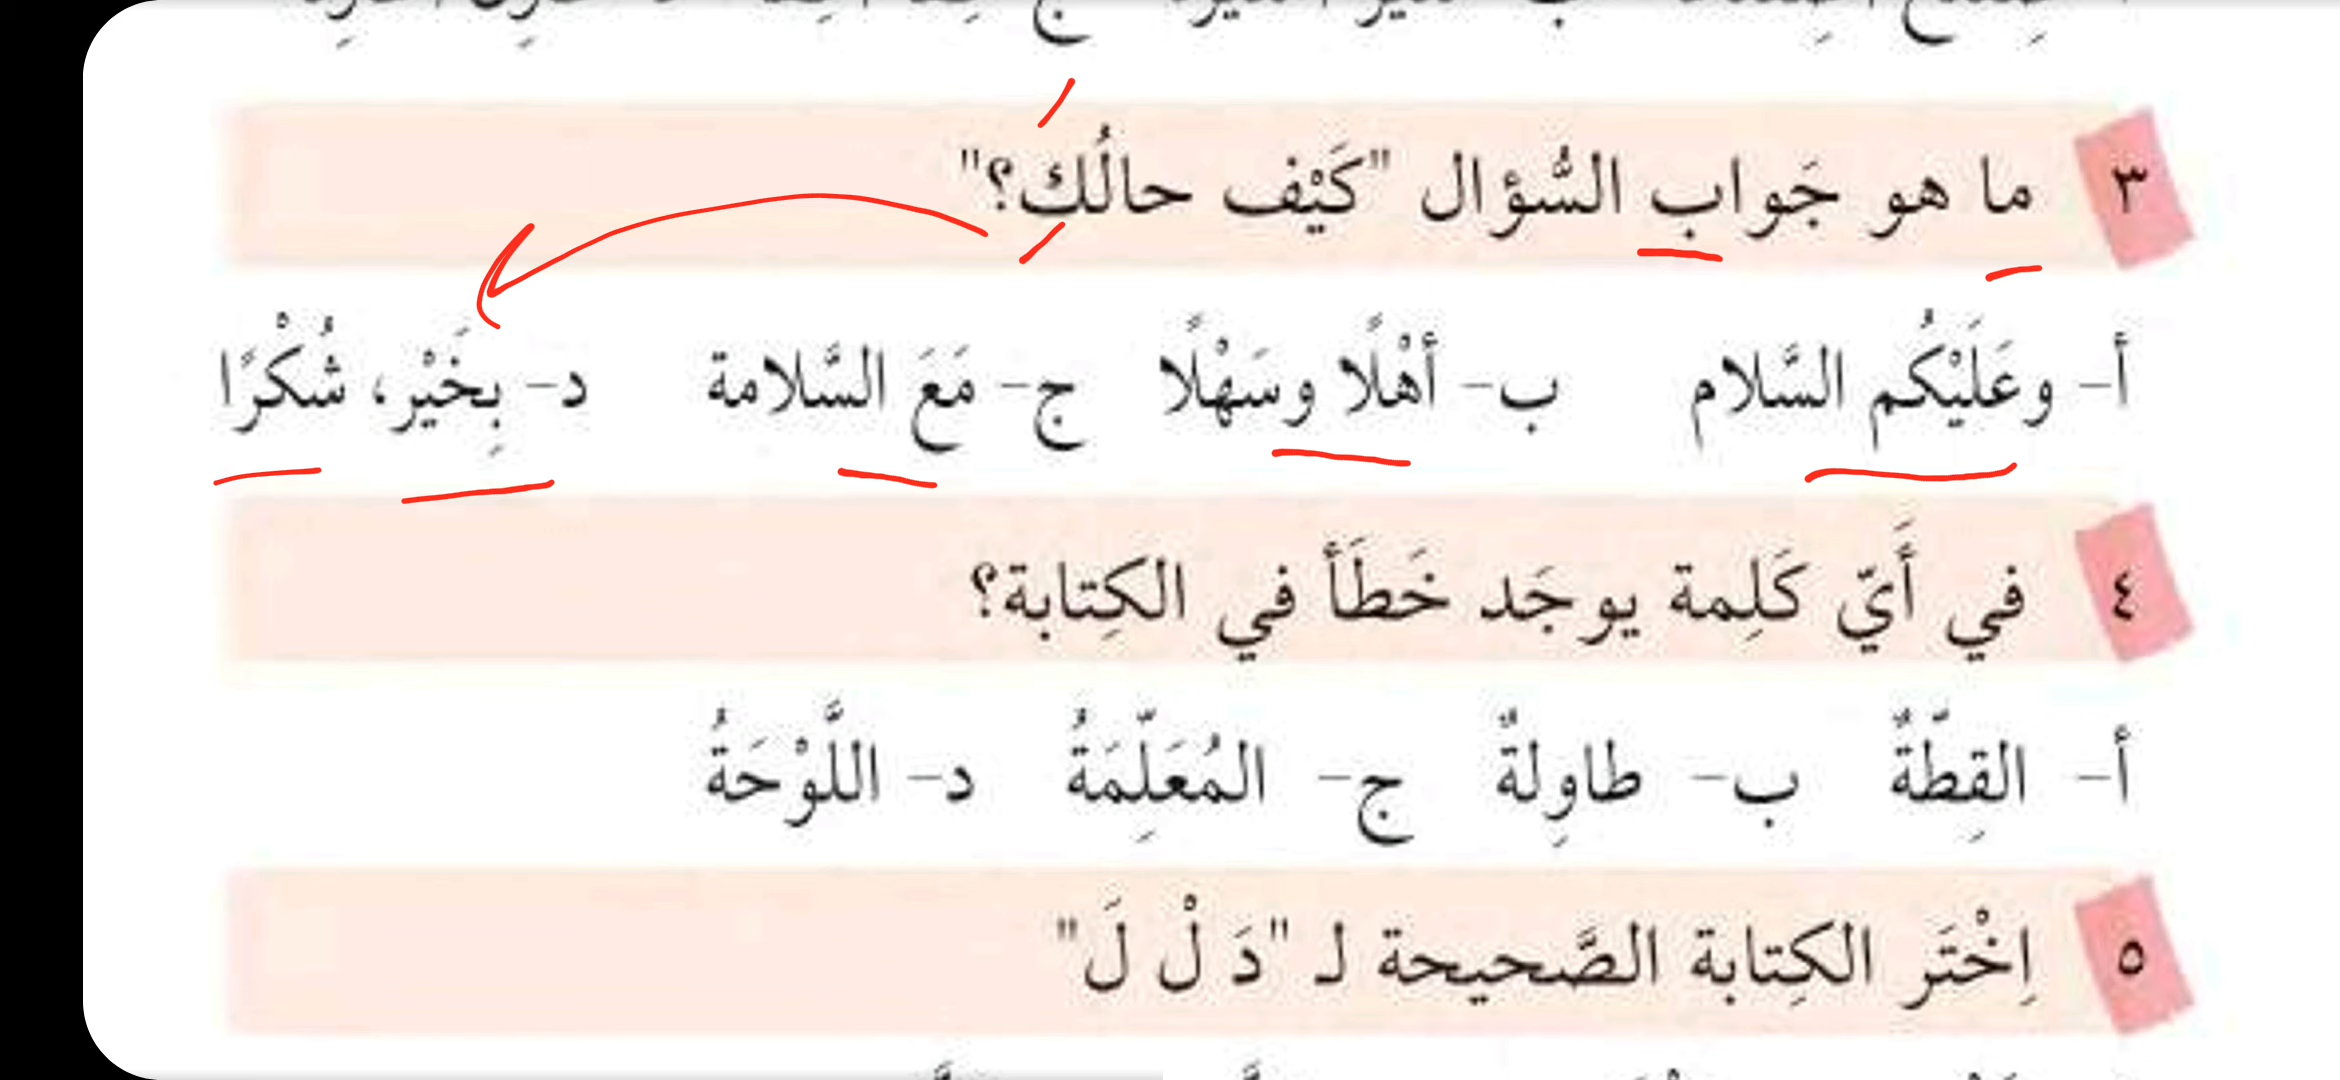 ٣ ما هو جَواب السُّؤال "كَيْف حالُك؟"
أ- وعَلَيْكُم السَّلام ب- أهْلًا وسَهْلًا ج- مَعَ السَّلامة د- بِخَيْر، شُكْرًا
٤ في أَيّ كَلِمة يوجَد خَطَأ في الكِتابة؟
أ- القِطّةٌ ب- طاوِلةٌ ج- المُعَلِّمَةُ د- اللَّوْحَةُ
٥ اِخْتَر الكِتابة الصَّحيحة لـ "دَ لْ لَ"